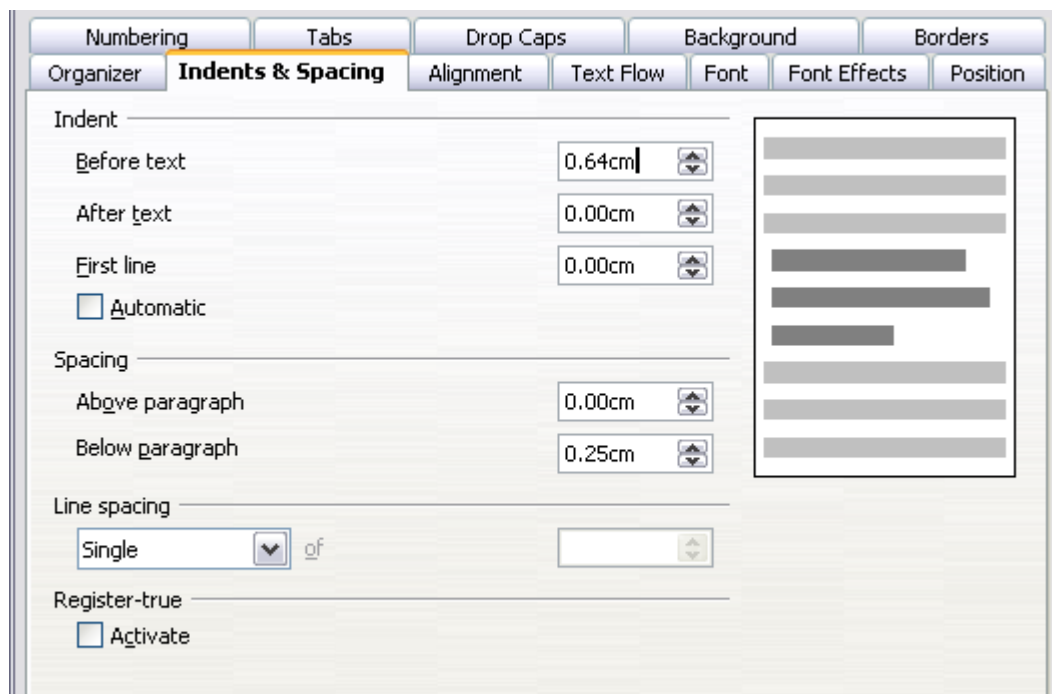 Numbering Tabs Drop Caps Background Borders
Organizer Indents & Spacing Alignment Text Flow Font Font Effects Position
Indent
Before text 0.64cm
After text 0.00cm
First line 0.00cm
Automatic
Spacing
Above paragraph 0.00cm
Below paragraph 0.25cm
Line spacing
Single of
Register-true
Activate